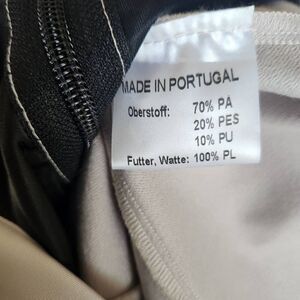 MADE IN PORTUGAL
Oberstoff: 70% PA
20% PES
10% PU
Futter, Watte: 100% PL